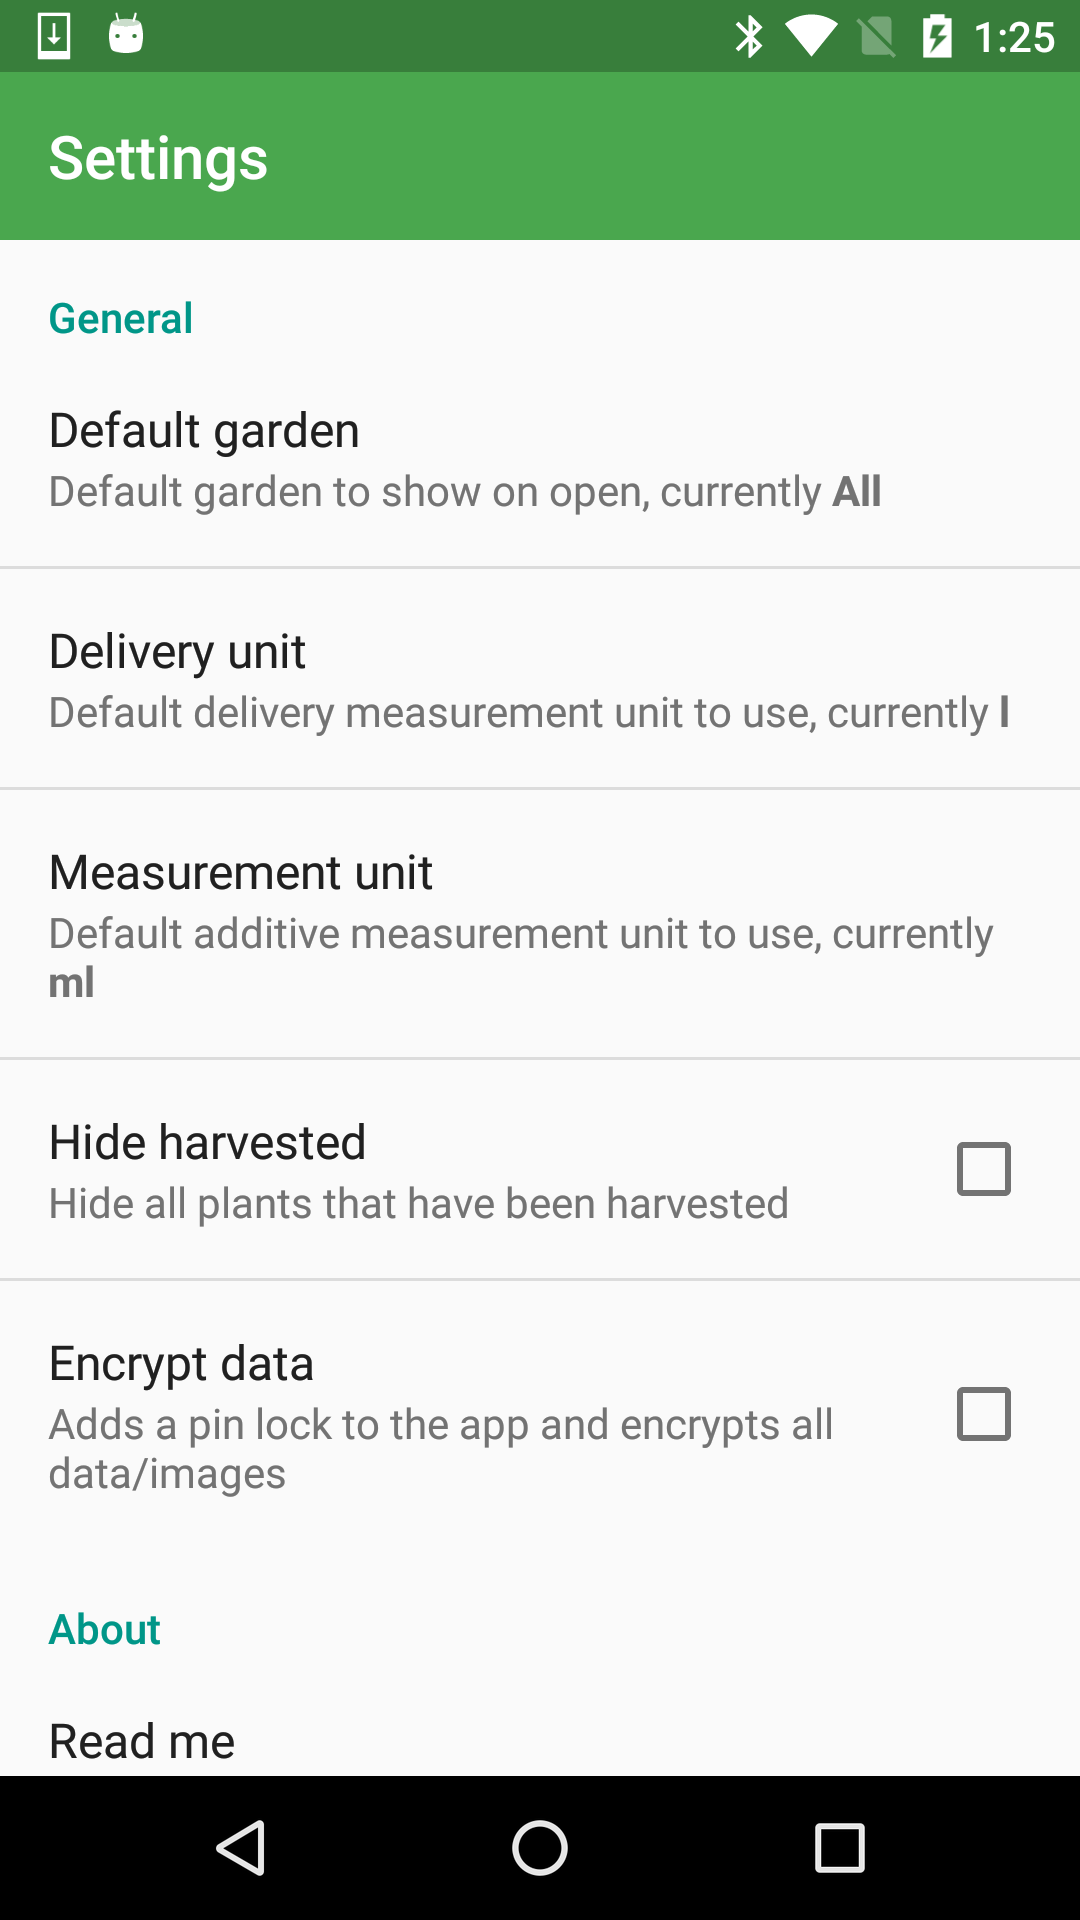 1:25
Settings
General
Default garden
Default garden to show on open, currently All
Delivery unit
Default delivery measurement unit to use, currently l
Measurement unit
Default additive measurement unit to use, currently
ml
Hide harvested
Hide all plants that have been harvested
Encrypt data
Adds a pin lock to the app and encrypts all
data/images
About
Read me